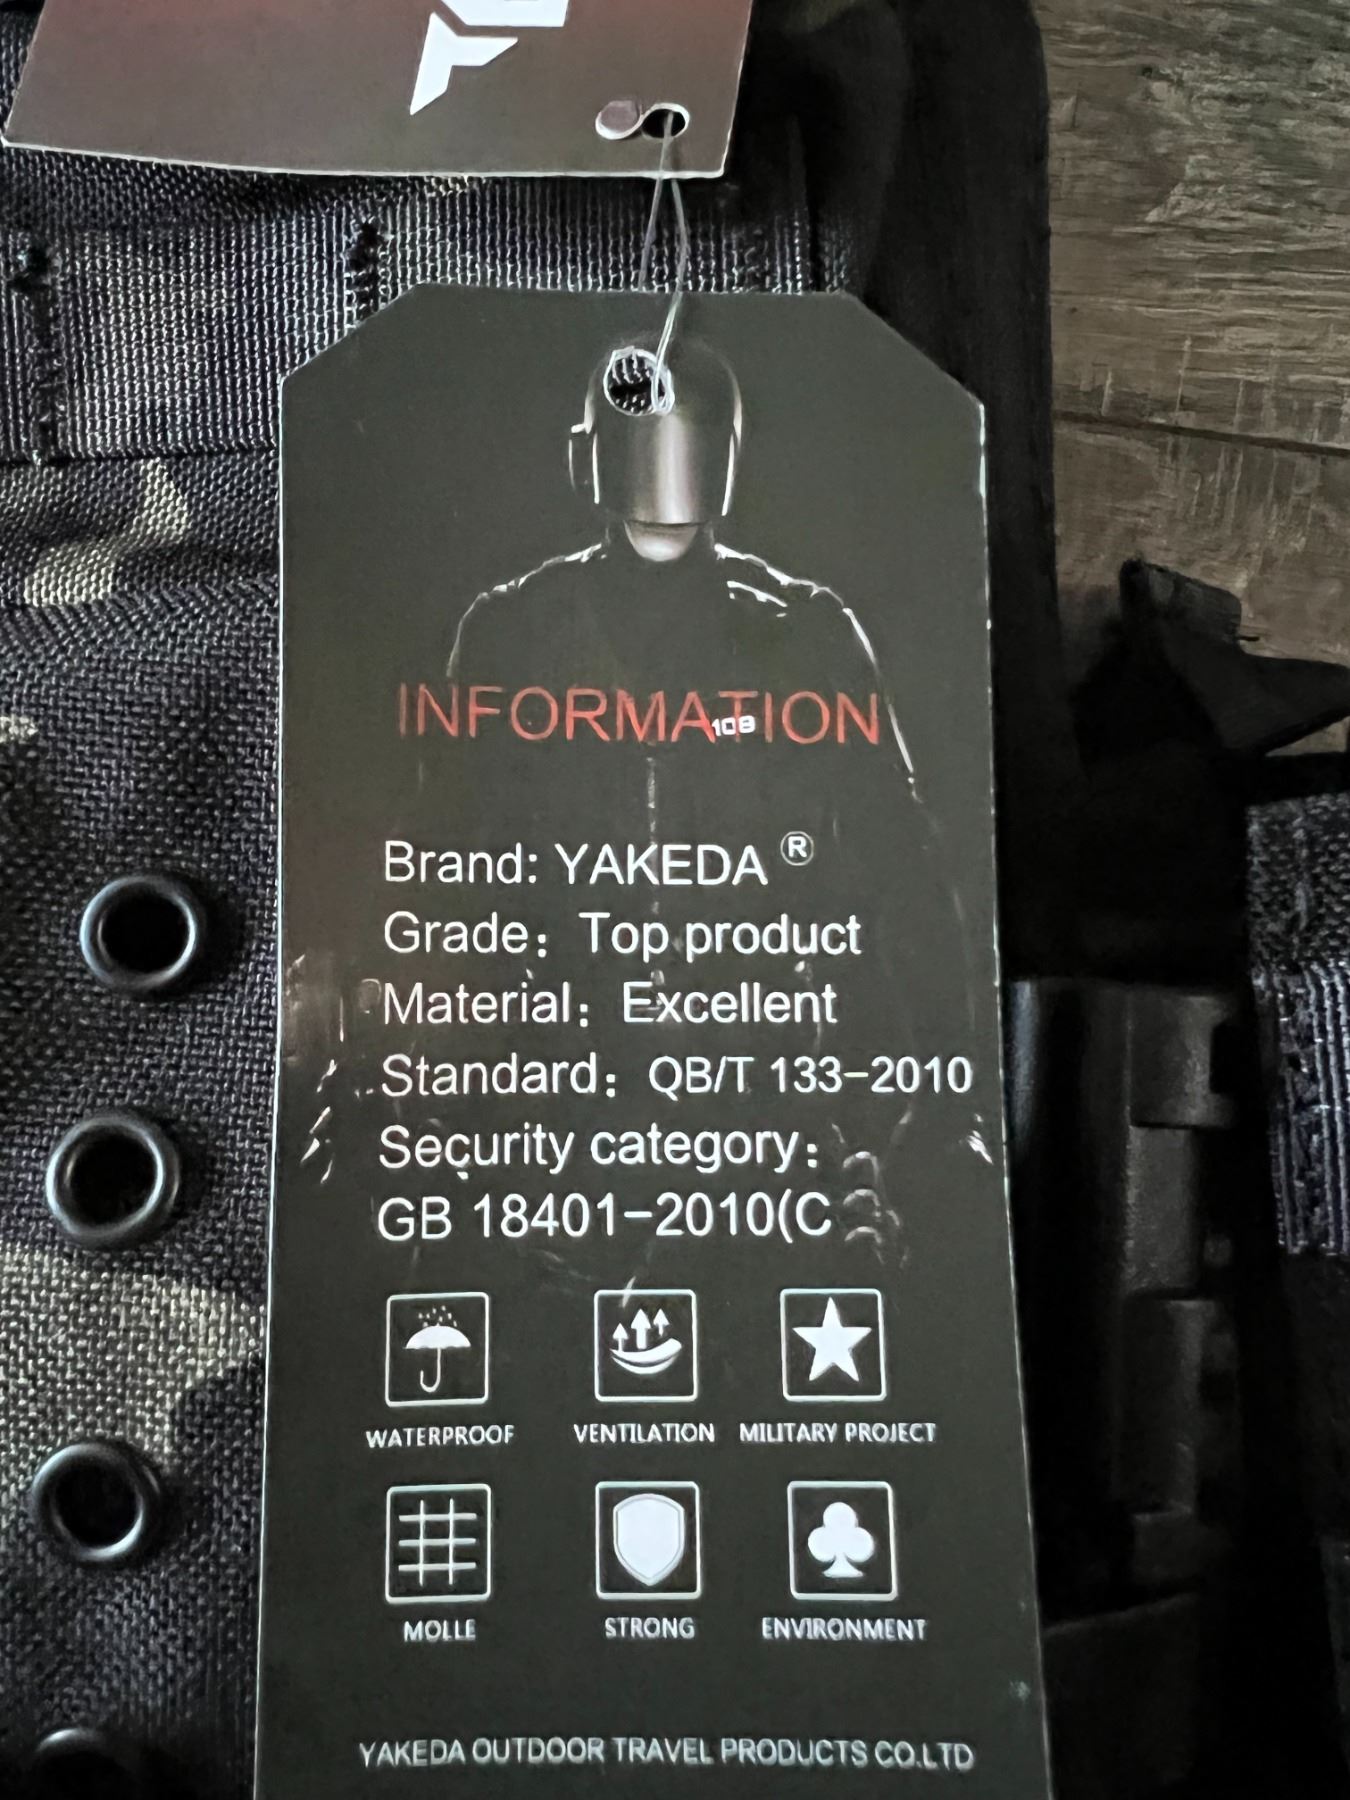 INFORMATION
108
Brand: YAKEDA ®
Grade：Top product
Material：Excellent
Standard：QB/T 133-2010
Security category：
GB 18401-2010(C
WATERPROOF VENTILATION MILITARY PROJECT
MOLLE STRONG ENVIRONMENT
YAKEDA OUTDOOR TRAVEL PRODUCTS CO.LTD